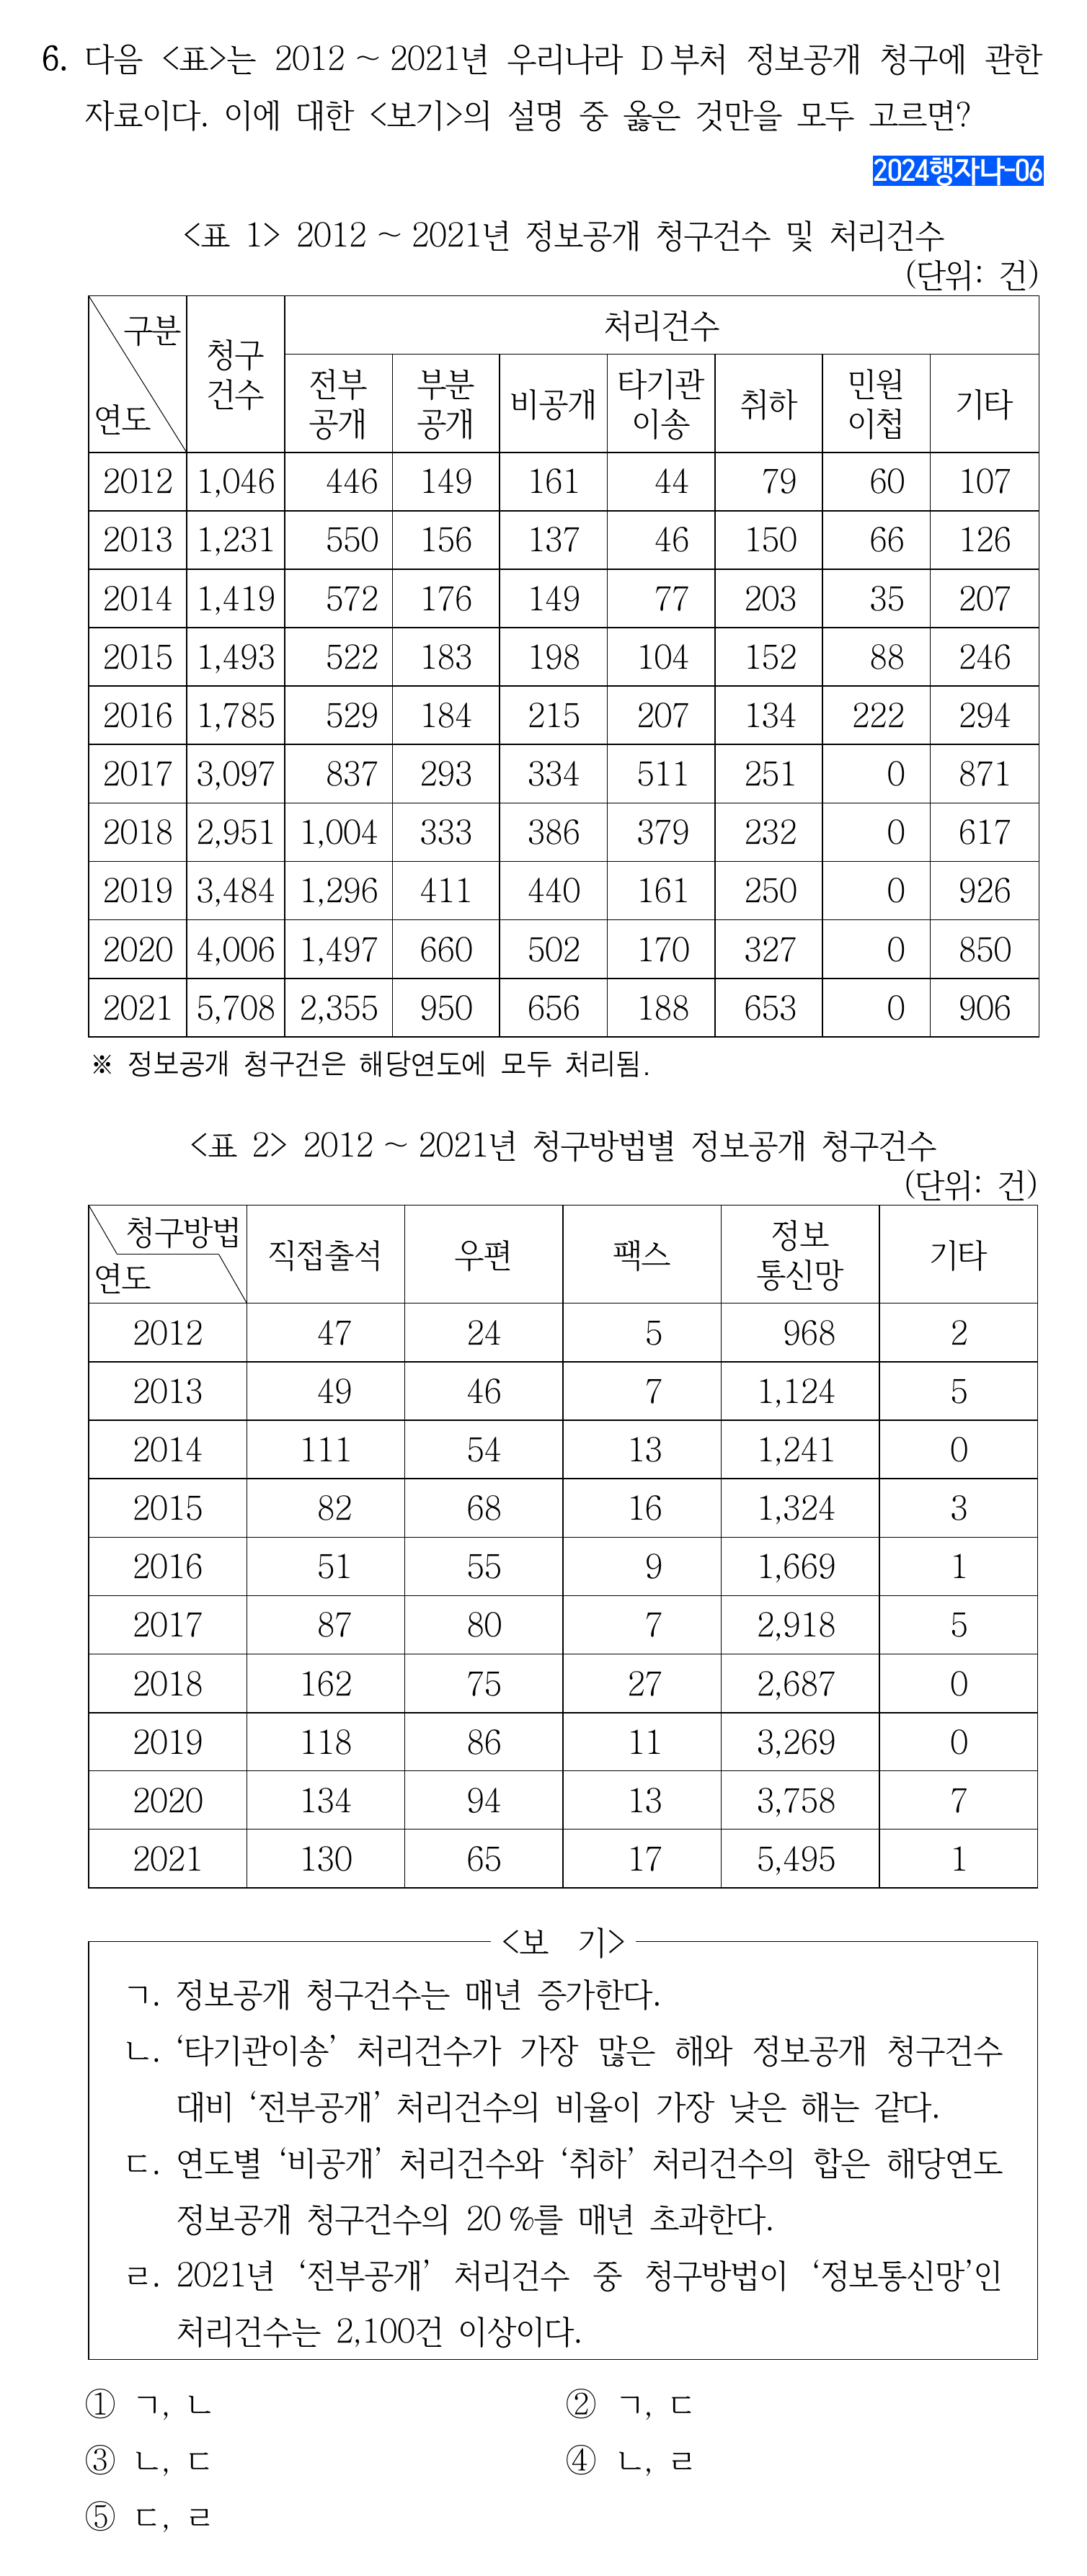 6. 다음 <표>는 2012 ~ 2021년 우리나라 D부처 정보공개 청구에 관한
자료이다. 이에 대한 <보기>의 설명 중 옳은 것만을 모두 고르면?
2024행자나-06
<표 1> 2012 ~ 2021년 정보공개 청구건수 및 처리건수
(단위: 건)
구분 연도 청구건수 처리건수
전부공개 부분공개 비공개 타기관이송 취하 민원이첩 기타
2012 1,046 446 149 161 44 79 60 107
2013 1,231 550 156 137 46 150 66 126
2014 1,419 572 176 149 77 203 35 207
2015 1,493 522 183 198 104 152 88 246
2016 1,785 529 184 215 207 134 222 294
2017 3,097 837 293 334 511 251 0 871
2018 2,951 1,004 333 386 379 232 0 617
2019 3,484 1,296 411 440 161 250 0 926
2020 4,006 1,497 660 502 170 327 0 850
2021 5,708 2,355 950 656 188 653 0 906
※ 정보공개 청구건은 해당연도에 모두 처리됨.
<표 2> 2012 ~ 2021년 청구방법별 정보공개 청구건수
(단위: 건)
청구방법 연도 직접출석 우편 팩스 정보통신망 기타
2012 47 24 5 968 2
2013 49 46 7 1,124 5
2014 111 54 13 1,241 0
2015 82 68 16 1,324 3
2016 51 55 9 1,669 1
2017 87 80 7 2,918 5
2018 162 75 27 2,687 0
2019 118 86 11 3,269 0
2020 134 94 13 3,758 7
2021 130 65 17 5,495 1
<보 기>
ㄱ. 정보공개 청구건수는 매년 증가한다.
ㄴ. ‘타기관이송’ 처리건수가 가장 많은 해와 정보공개 청구건수
대비 ‘전부공개’ 처리건수의 비율이 가장 낮은 해는 같다.
ㄷ. 연도별 ‘비공개’ 처리건수와 ‘취하’ 처리건수의 합은 해당연도
정보공개 청구건수의 20 %를 매년 초과한다.
ㄹ. 2021년 ‘전부공개’ 처리건수 중 청구방법이 ‘정보통신망’인
처리건수는 2,100건 이상이다.
① ㄱ, ㄴ ② ㄱ, ㄷ
③ ㄴ, ㄷ ④ ㄴ, ㄹ
⑤ ㄷ, ㄹ